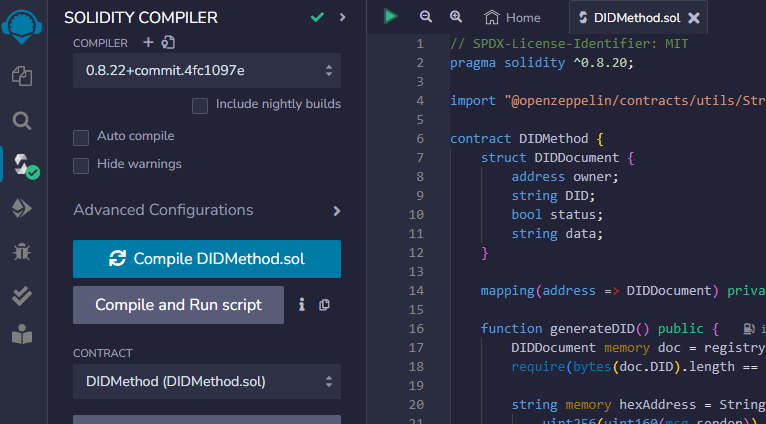 SOLIDITY COMPILER
COMPILER
0.8.22+commit.4fc1097e
Include nightly builds
Auto compile
Hide warnings
Advanced Configurations
Compile DIDMethod.sol
Compile and Run script
CONTRACT
DIDMethod (DIDMethod.sol)
Home
DIDMethod.sol
1 // SPDX-License-Identifier: MIT
2 pragma solidity ^0.8.20;
3
4 import "@openzeppelin/contracts/utils/Str
5
6 contract DIDMethod {
7 struct DIDDocument {
8 address owner;
9 string DID;
10 bool status;
11 string data;
12 }
13
14 mapping(address => DIDDocument) priva
15
16 function generateDID() public {
17 DIDDocument memory doc = registry
18 require(bytes(doc.DID).length ==
19
20 string memory hexAddress = String
21 uint256(uint160(msg.sender))